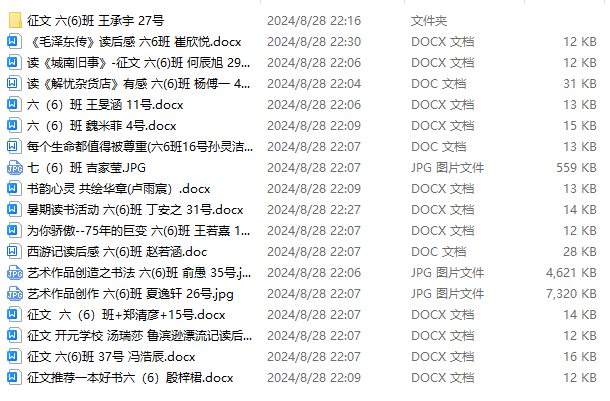 征文 六(6)班 王承宇 27号 2024/8/28 22:16 文件夹
《毛泽东传》读后感 六6班 崔欣悦.docx 2024/8/28 22:30 DOCX 文档 12 KB
读《城南旧事》-征文 六(6)班 何辰旭 29... 2024/8/28 22:06 DOCX 文档 12 KB
读《解忧杂货店》有感 六(6)班 杨傅一 4... 2024/8/28 22:04 DOC 文档 31 KB
六（6）班 王旻涵 11号.docx 2024/8/28 22:06 DOCX 文档 13 KB
六（6）班 魏米菲 4号.docx 2024/8/28 22:09 DOCX 文档 15 KB
每个生命都值得被尊重(六6班16号孙灵洁... 2024/8/28 22:07 DOC 文档 13 KB
七（6）班 吉家莹.JPG 2024/8/28 22:07 JPG 图片文件 559 KB
书韵心灵 共绘华章(卢雨宸）.docx 2024/8/28 22:09 DOCX 文档 13 KB
暑期读书活动 六(6)班 丁安之 31号.docx 2024/8/28 22:27 DOCX 文档 14 KB
为你骄傲--75年的巨变 六(6)班 王若嘉 1... 2024/8/28 22:07 DOCX 文档 12 KB
西游记读后感 六(6)班 赵若涵.doc 2024/8/28 22:07 DOC 文档 28 KB
艺术作品创造之书法 六(6)班 俞愚 35号.j... 2024/8/28 22:06 JPG 图片文件 4,621 KB
艺术作品创作 六(6)班 夏逸轩 26号.jpg 2024/8/28 22:07 JPG 图片文件 7,320 KB
征文 六（6）班+郑清彦+15号.docx 2024/8/28 22:07 DOCX 文档 14 KB
征文 开元学校 汤瑞莎 鲁滨逊漂流记读后... 2024/8/28 22:07 DOCX 文档 12 KB
征文 六(6)班 37号 冯浩辰.docx 2024/8/28 22:07 DOCX 文档 16 KB
征文推荐一本好书六（6）殷梓桾.docx 2024/8/28 22:09 DOCX 文档 12 KB